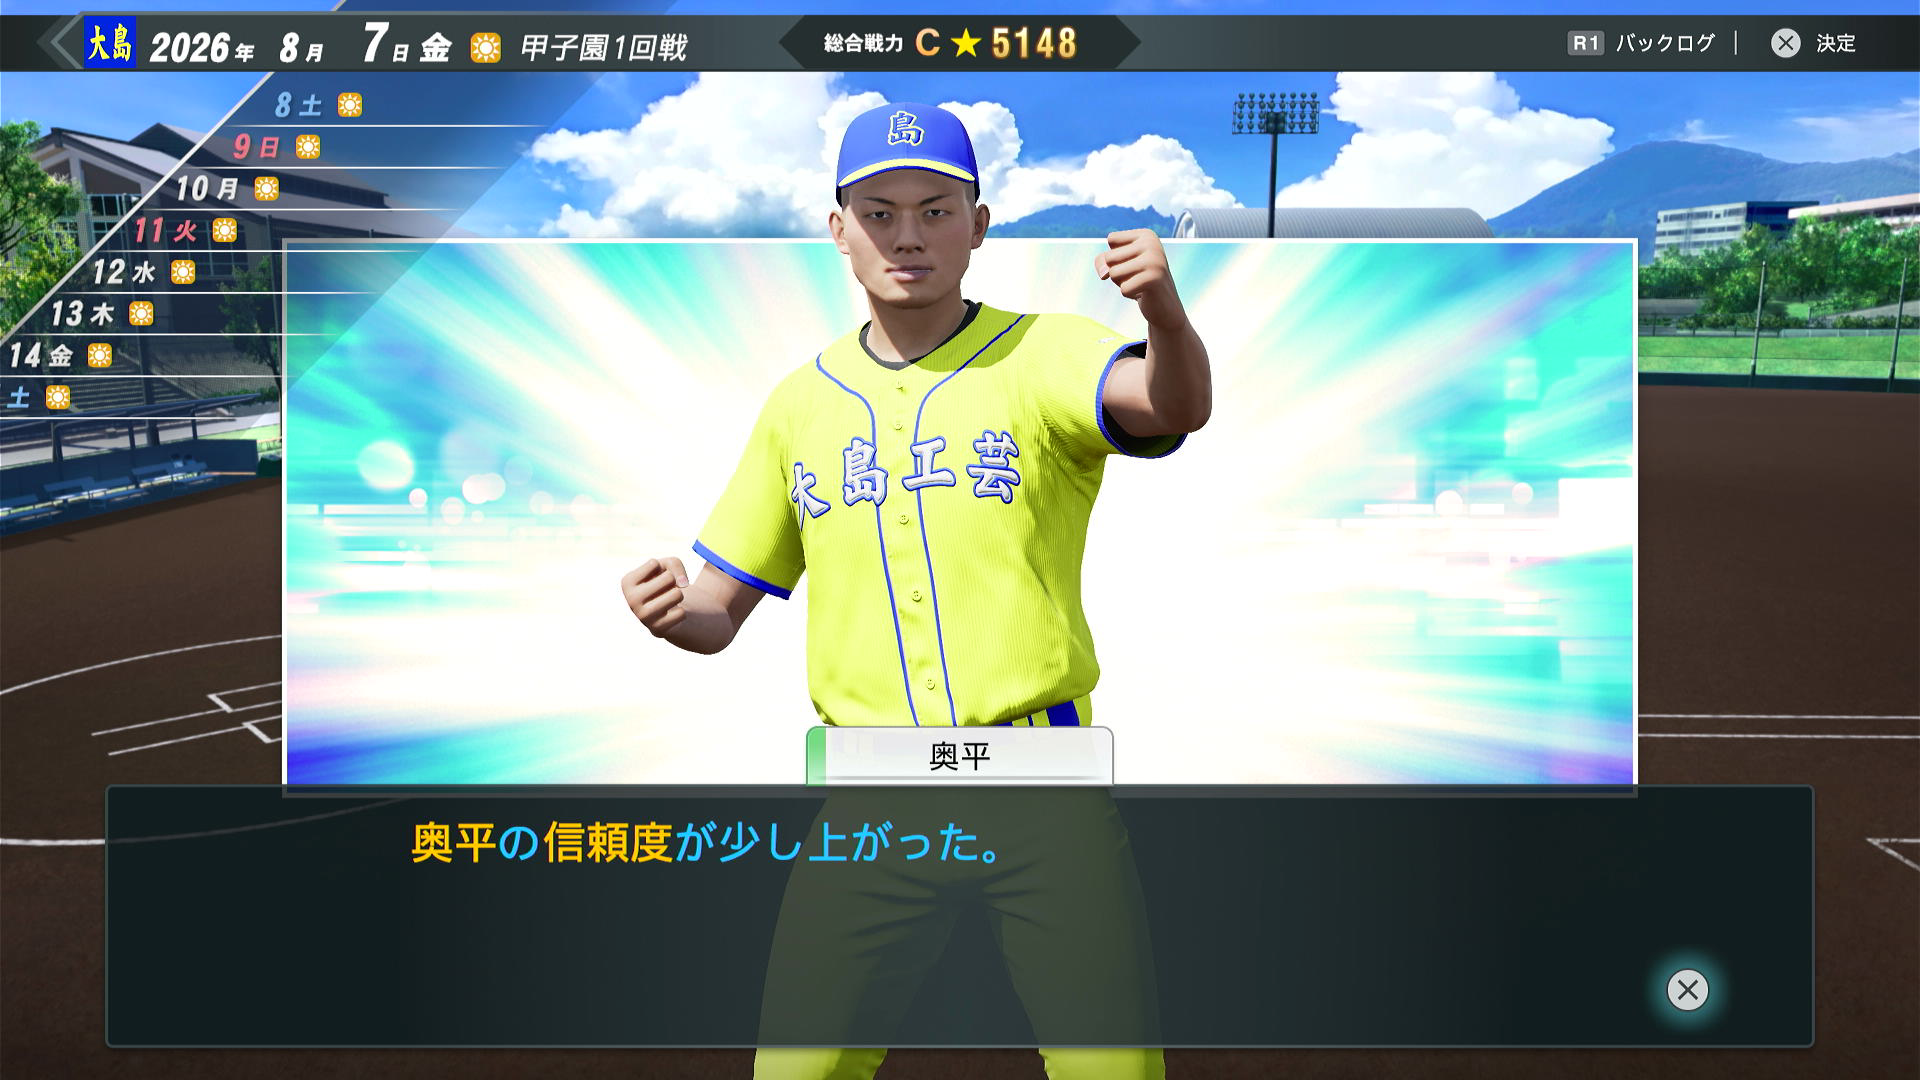 大島 2026年 8月 7日 金 甲子園1回戦
総合戦力 C ★ 5148
R1 バックログ | 決定
8 土
9 日
10 月
11 火
12 水
13 木
14 金
土
島
大島工芸
奥平
奥平の信頼度が少し上がった。